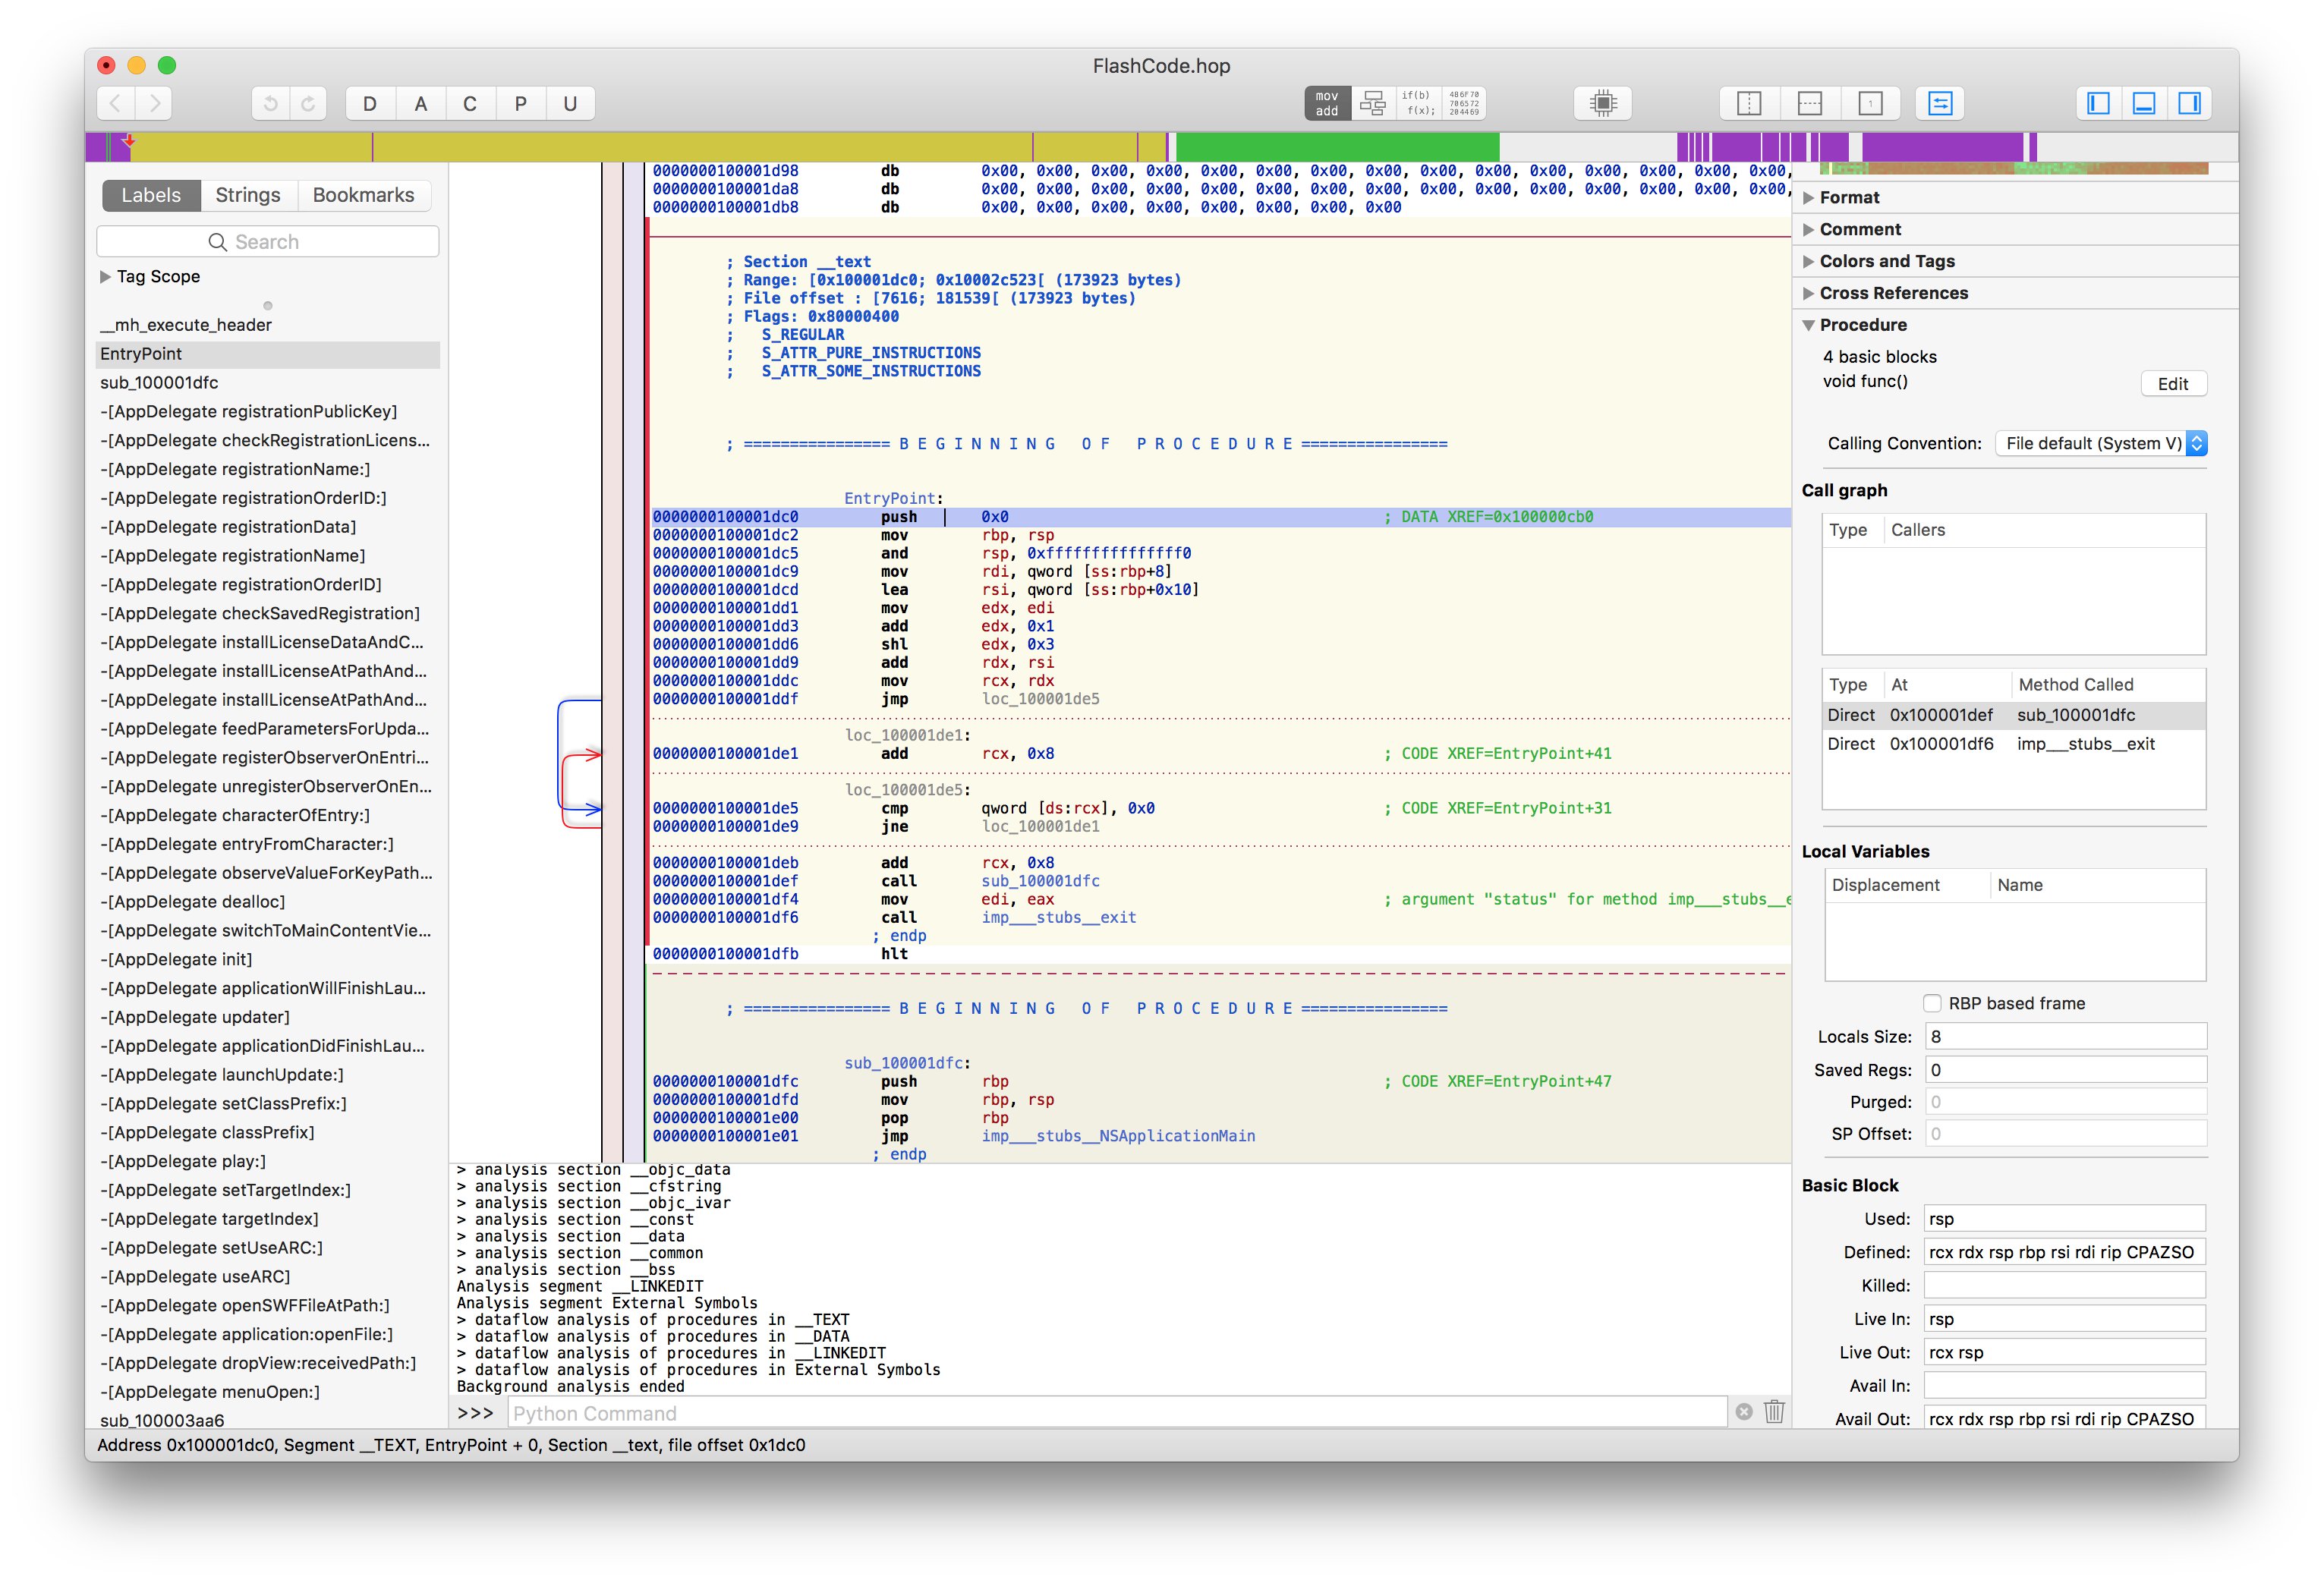 FlashCode.hop
D A C P U
mov add
if(b) f(x);
486F70 706572 204469
1
Labels Strings Bookmarks
Search
Tag Scope
__mh_execute_header
EntryPoint
sub_100001dfc
-[AppDelegate registrationPublicKey]
-[AppDelegate checkRegistrationLicens...
-[AppDelegate registrationName:]
-[AppDelegate registrationOrderID:]
-[AppDelegate registrationData]
-[AppDelegate registrationName]
-[AppDelegate registrationOrderID]
-[AppDelegate checkSavedRegistration]
-[AppDelegate installLicenseDataAndC...
-[AppDelegate installLicenseAtPathAnd...
-[AppDelegate installLicenseAtPathAnd...
-[AppDelegate feedParametersForUpda...
-[AppDelegate registerObserverOnEntri...
-[AppDelegate unregisterObserverOnEn...
-[AppDelegate characterOfEntry:]
-[AppDelegate entryFromCharacter:]
-[AppDelegate observeValueForKeyPath...
-[AppDelegate dealloc]
-[AppDelegate switchToMainContentVie...
-[AppDelegate init]
-[AppDelegate applicationWillFinishLau...
-[AppDelegate updater]
-[AppDelegate applicationDidFinishLau...
-[AppDelegate launchUpdate:]
-[AppDelegate setClassPrefix:]
-[AppDelegate classPrefix]
-[AppDelegate play:]
-[AppDelegate setTargetIndex:]
-[AppDelegate targetIndex]
-[AppDelegate setUseARC:]
-[AppDelegate useARC]
-[AppDelegate openSWFFileAtPath:]
-[AppDelegate application:openFile:]
-[AppDelegate dropView:receivedPath:]
-[AppDelegate menuOpen:]
sub_100003aa6
0000000100001d98 db 0x00, 0x00, 0x00, 0x00, 0x00, 0x00, 0x00, 0x00, 0x00, 0x00, 0x00, 0x00, 0x00, 0x00, 0x00,
0000000100001da8 db 0x00, 0x00, 0x00, 0x00, 0x00, 0x00, 0x00, 0x00, 0x00, 0x00, 0x00, 0x00, 0x00, 0x00, 0x00,
0000000100001db8 db 0x00, 0x00, 0x00, 0x00, 0x00, 0x00, 0x00, 0x00
; Section __text
; Range: [0x100001dc0; 0x10002c523[ (173923 bytes)
; File offset : [7616; 181539[ (173923 bytes)
; Flags: 0x80000400
;   S_REGULAR
;   S_ATTR_PURE_INSTRUCTIONS
;   S_ATTR_SOME_INSTRUCTIONS
; ================ B E G I N N I N G   O F   P R O C E D U R E ================
EntryPoint:
0000000100001dc0 push 0x0 ; DATA XREF=0x100000cb0
0000000100001dc2 mov rbp, rsp
0000000100001dc5 and rsp, 0xfffffffffffffff0
0000000100001dc9 mov rdi, qword [ss:rbp+8]
0000000100001dcd lea rsi, qword [ss:rbp+0x10]
0000000100001dd1 mov edx, edi
0000000100001dd3 add edx, 0x1
0000000100001dd6 shl edx, 0x3
0000000100001dd9 add rdx, rsi
0000000100001ddc mov rcx, rdx
0000000100001ddf jmp loc_100001de5
loc_100001de1:
0000000100001de1 add rcx, 0x8 ; CODE XREF=EntryPoint+41
loc_100001de5:
0000000100001de5 cmp qword [ds:rcx], 0x0 ; CODE XREF=EntryPoint+31
0000000100001de9 jne loc_100001de1
0000000100001deb add rcx, 0x8
0000000100001def call sub_100001dfc
0000000100001df4 mov edi, eax ; argument "status" for method imp___stubs__e
0000000100001df6 call imp___stubs__exit
; endp
0000000100001dfb hlt
; ================ B E G I N N I N G   O F   P R O C E D U R E ================
sub_100001dfc:
0000000100001dfc push rbp ; CODE XREF=EntryPoint+47
0000000100001dfd mov rbp, rsp
0000000100001e00 pop rbp
0000000100001e01 jmp imp___stubs__NSApplicationMain
; endp
> analysis section __objc_data
> analysis section __cfstring
> analysis section __objc_ivar
> analysis section __const
> analysis section __data
> analysis section __common
> analysis section __bss
Analysis segment __LINKEDIT
Analysis segment External Symbols
> dataflow analysis of procedures in __TEXT
> dataflow analysis of procedures in __DATA
> dataflow analysis of procedures in __LINKEDIT
> dataflow analysis of procedures in External Symbols
Background analysis ended
>>> Python Command
Format
Comment
Colors and Tags
Cross References
Procedure
4 basic blocks
void func()
Edit
Calling Convention: File default (System V)
Call graph
Type Callers
Type At Method Called
Direct 0x100001def sub_100001dfc
Direct 0x100001df6 imp___stubs__exit
Local Variables
Displacement Name
RBP based frame
Locals Size: 8
Saved Regs: 0
Purged: 0
SP Offset: 0
Basic Block
Used: rsp
Defined: rcx rdx rsp rbp rsi rdi rip CPAZSO
Killed:
Live In: rsp
Live Out: rcx rsp
Avail In:
Avail Out: rcx rdx rsp rbp rsi rdi rip CPAZSO
Address 0x100001dc0, Segment __TEXT, EntryPoint + 0, Section __text, file offset 0x1dc0